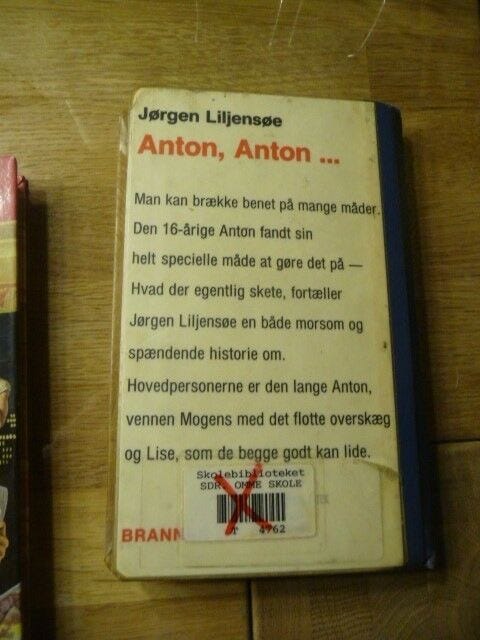 Jørgen Liljensøe
Anton, Anton ...
Man kan brække benet på mange måder.
Den 16-årige Anton fandt sin
helt specielle måde at gøre det på —
Hvad der egentlig skete, fortæller
Jørgen Liljensøe en både morsom og
spændende historie om.
Hovedpersonerne er den lange Anton,
vennen Mogens med det flotte overskæg
og Lise, som de begge godt kan lide.
Skolebiblioteket
SDR. OMME SKOLE
T 4762
BRANN